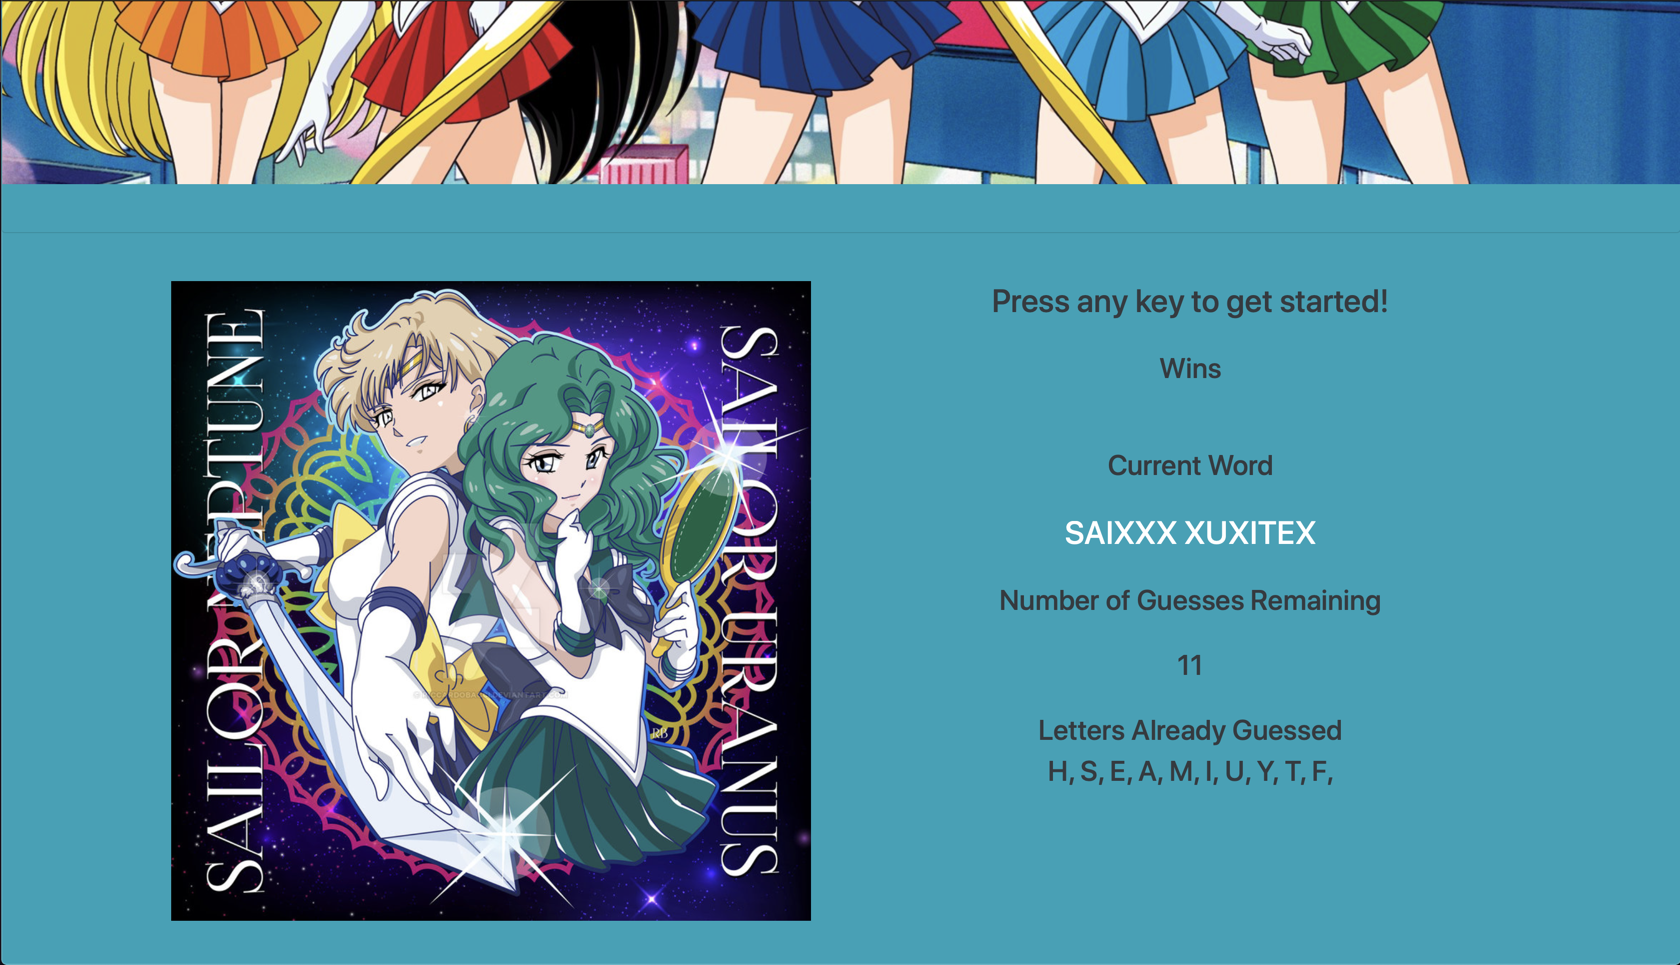 SAILOR NEPTUNE
SAILOR URANUS
RB
Press any key to get started!
Wins
Current Word
SAIXXX XUXITEX
Number of Guesses Remaining
11
Letters Already Guessed
H, S, E, A, M, I, U, Y, T, F,